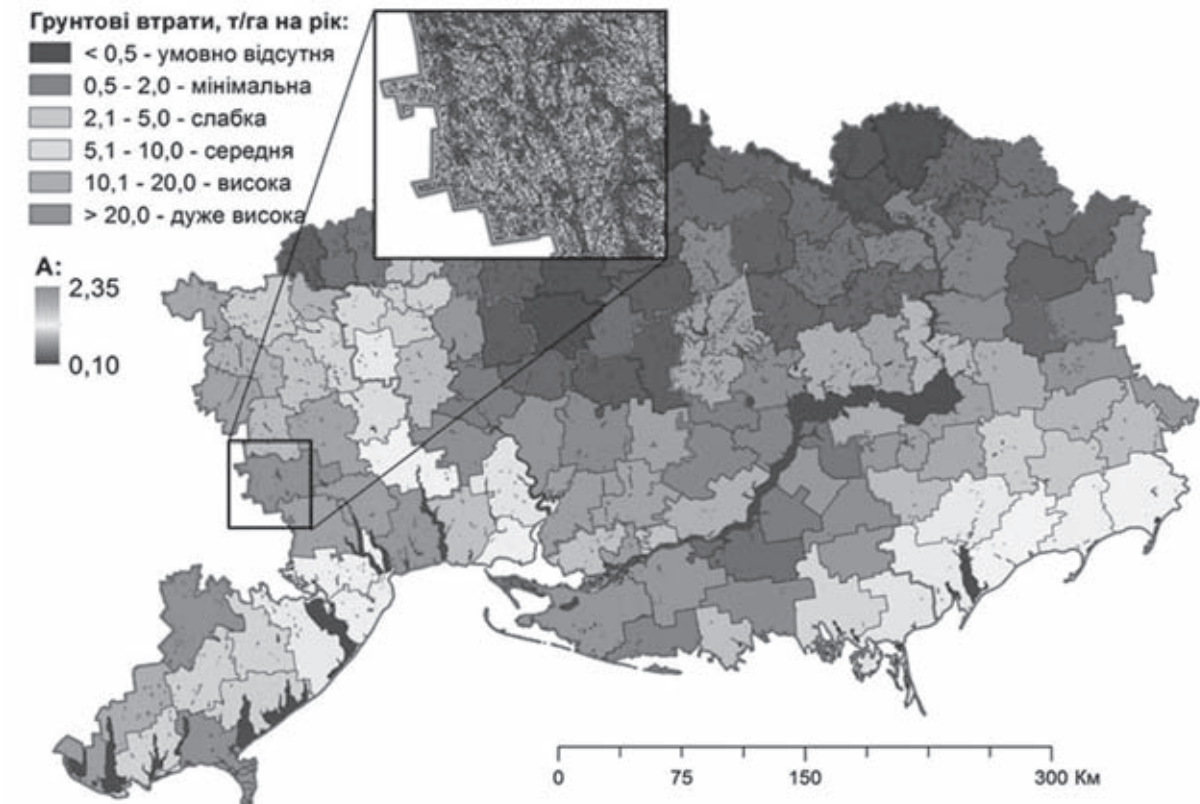 Грунтові втрати, т/га на рік:
< 0,5 - умовно відсутня
0,5 - 2,0 - мінімальна
2,1 - 5,0 - слабка
5,1 - 10,0 - середня
10,1 - 20,0 - висока
> 20,0 - дуже висока
А:
2,35
0,10
0 75 150 300 Км